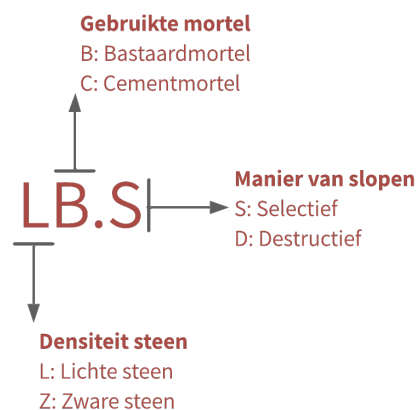 Gebruikte mortel
B: Bastaardmortel
C: Cementmortel
LB.S
Manier van slopen
S: Selectief
D: Destructief
Densiteit steen
L: Lichte steen
Z: Zware steen